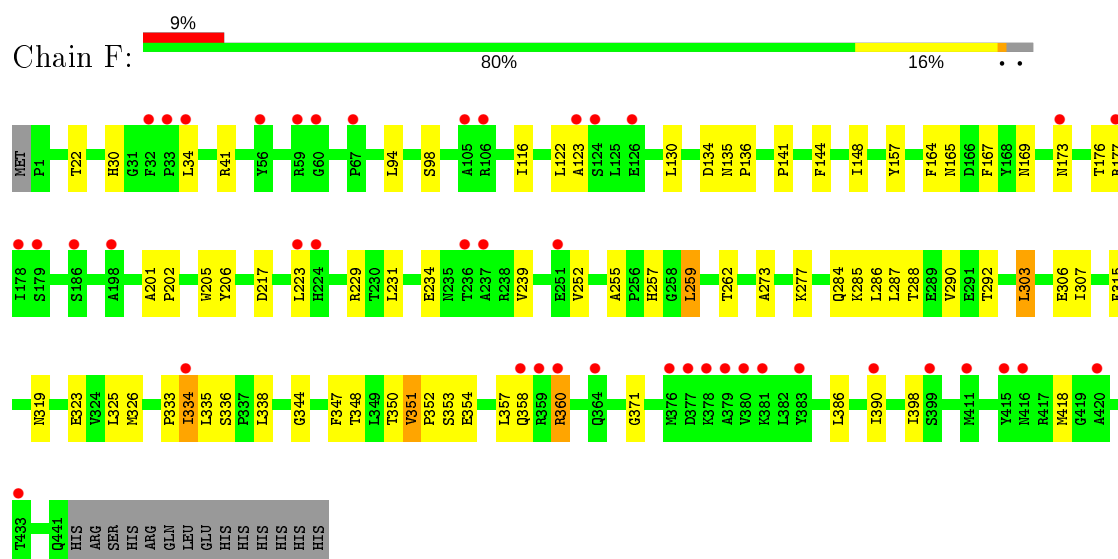 9%
Chain F:
80% 16% • •
MET P1 T22 H30 G31 F32 P33 L34 R41 Y56 R59 G60 P67 L94 S98 A105 R106 I116 L122 A123 S124 L125 E126 L130 D134 N135 P136 P141 F144 I148 Y157 F164 N165 D166 F167 Y168 N169 N173 T176 R177
I178 S179 S186 A198 A201 P202 W205 Y206 D217 L223 H224 R229 T230 L231 E234 N235 T236 A237 R238 V239 E251 V252 A255 P256 H257 G258 L259 T262 A273 K277 Q284 K285 L286 L287 T288 E289 V290 E291 T292 L303 E306 I307 F315
N319 E323 V324 L325 M326 P333 I334 L335 S336 P337 L338 G344 F347 T348 L349 T350 V351 P352 S353 E354 L357 Q358 R359 R360 Q364 G371 M376 D377 K378 A379 V380 K381 L382 Y383 L386 I390 I398 S399 M411 Y415 N416 R417 M418 G419 A420
T433 Q441 HIS ARG SER HIS ARG GLN LEU GLU HIS HIS HIS HIS HIS HIS